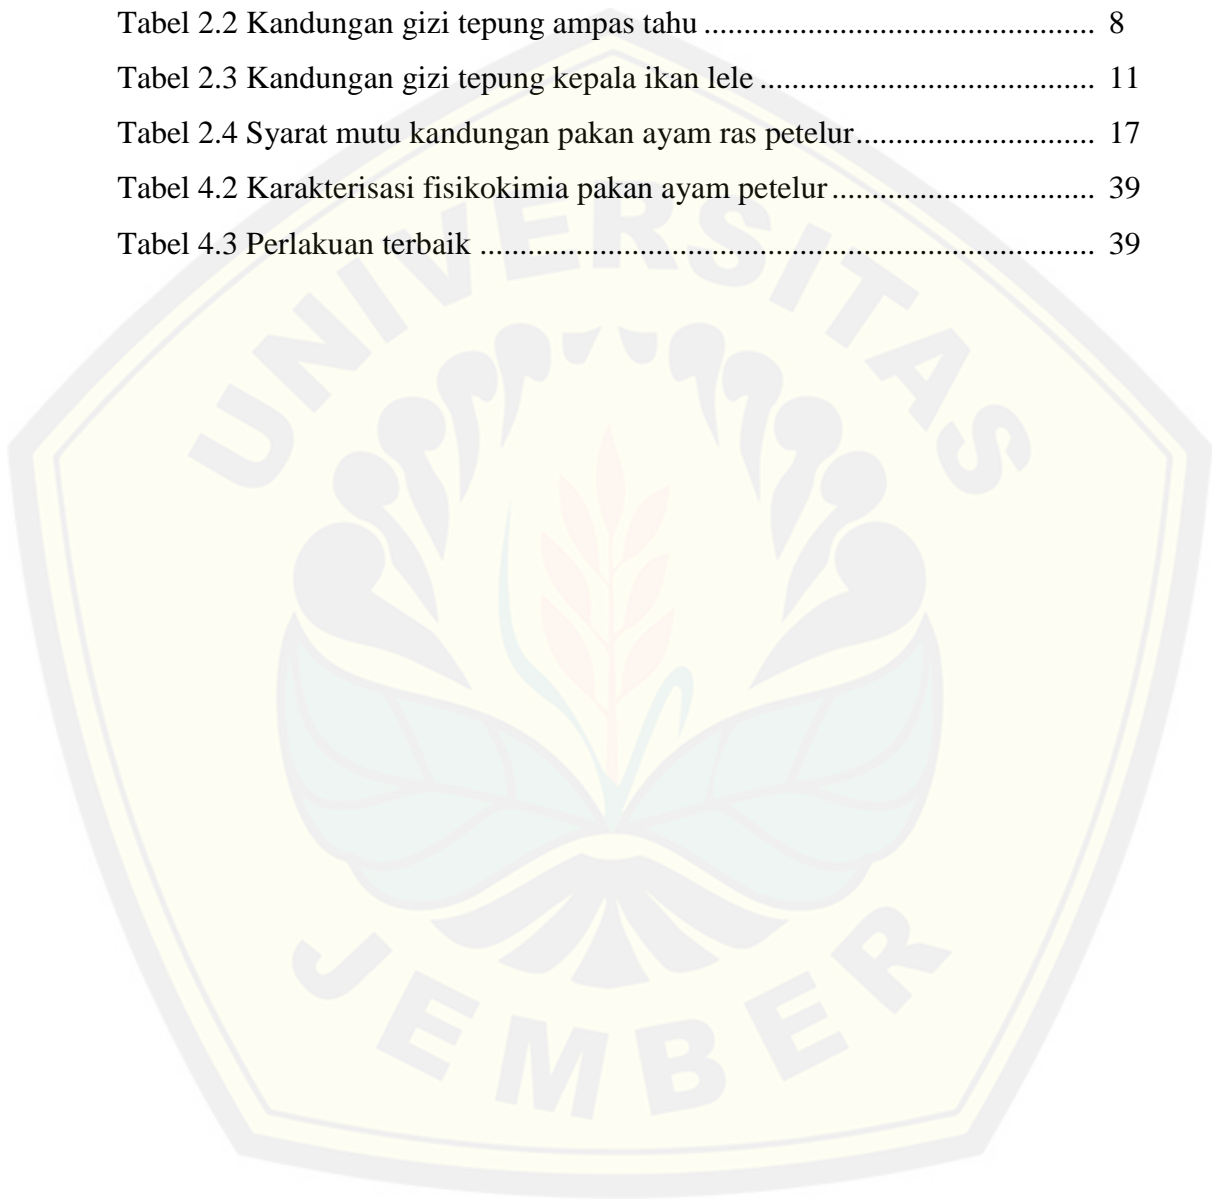 Tabel 2.2 Kandungan gizi tepung ampas tahu ................................................. 8
Tabel 2.3 Kandungan gizi tepung kepala ikan lele .......................................... 11
Tabel 2.4 Syarat mutu kandungan pakan ayam ras petelur.............................. 17
Tabel 4.2 Karakterisasi fisikokimia pakan ayam petelur ................................. 39
Tabel 4.3 Perlakuan terbaik ............................................................................. 39
UNIVERSITAS
JEMBER